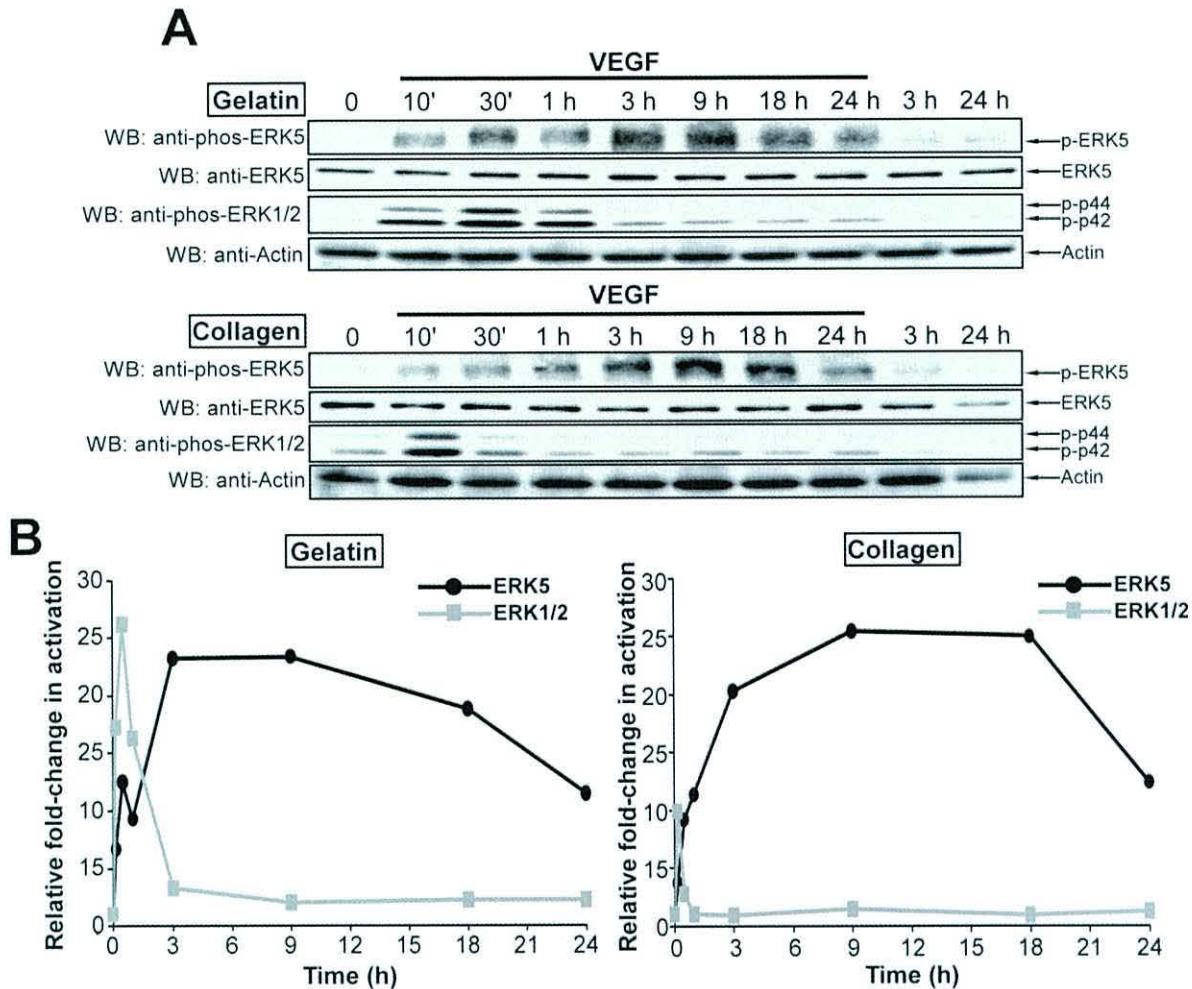 A
VEGF
Gelatin 0 10' 30' 1 h 3 h 9 h 18 h 24 h 3 h 24 h
WB: anti-phos-ERK5 p-ERK5
WB: anti-ERK5 ERK5
WB: anti-phos-ERK1/2 p-p44
p-p42
WB: anti-Actin Actin
VEGF
Collagen 0 10' 30' 1 h 3 h 9 h 18 h 24 h 3 h 24 h
WB: anti-phos-ERK5 p-ERK5
WB: anti-ERK5 ERK5
WB: anti-phos-ERK1/2 p-p44
p-p42
WB: anti-Actin Actin
B
Gelatin
Relative fold-change in activation
30
25
20
25
10
15
0
ERK5
ERK1/2
0 3 6 9 12 15 18 21 24
Time (h)
Collagen
Relative fold-change in activation
30
25
20
25
10
15
0
ERK5
ERK1/2
0 3 6 9 12 15 18 21 24
Time (h)